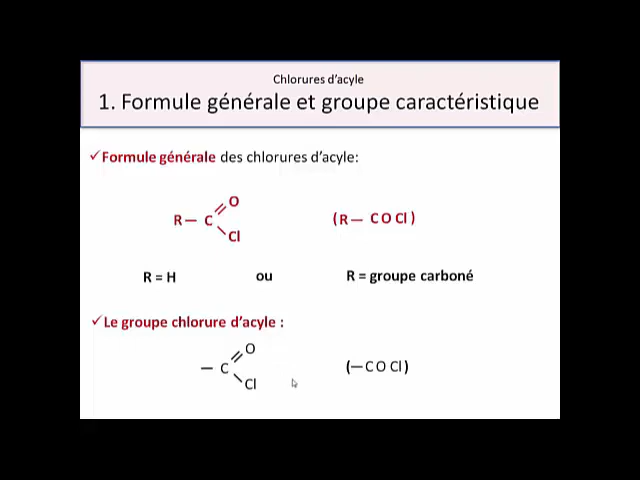 Chlorures d'acyle
1. Formule générale et groupe caractéristique
✓Formule générale des chlorures d'acyle:
O
R— C (R— C O Cl )
Cl
R = H ou R = groupe carboné
✓Le groupe chlorure d'acyle :
O
— C (—C O Cl)
Cl